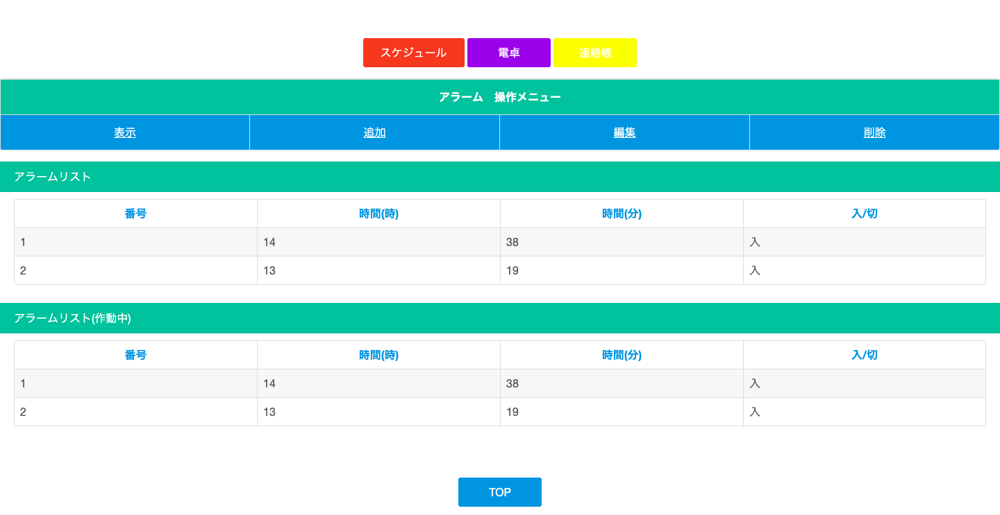 スケジュール 電卓 連絡帳
アラーム　操作メニュー
表示 追加 編集 削除
アラームリスト
番号 時間(時) 時間(分) 入/切
1 14 38 入
2 13 19 入
アラームリスト(作動中)
番号 時間(時) 時間(分) 入/切
1 14 38 入
2 13 19 入
TOP